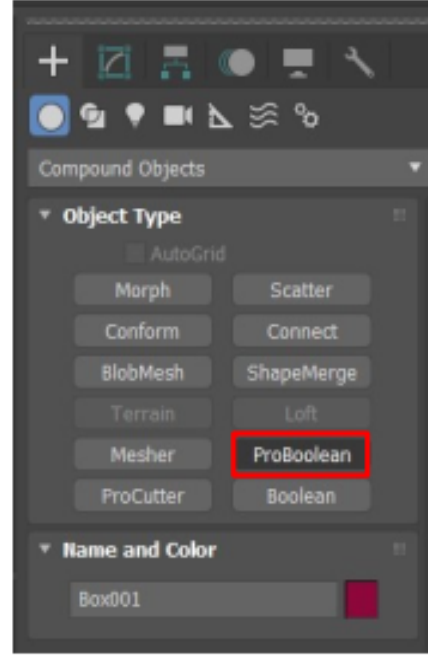 Compound Objects
Object Type
AutoGrid
Morph Scatter
Conform Connect
BlobMesh ShapeMerge
Terrain Loft
Mesher ProBoolean
ProCutter Boolean
Name and Color
Box001